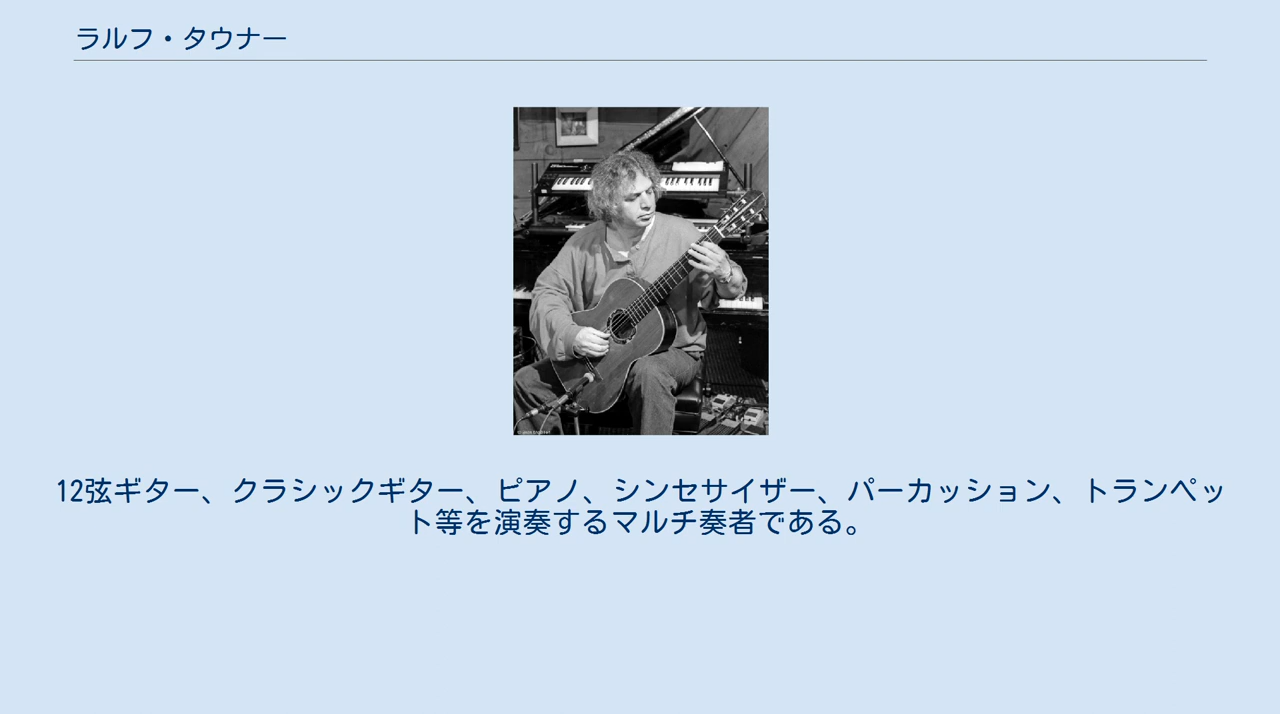 ラルフ・タウナー
12弦ギター、クラシックギター、ピアノ、シンセサイザー、パーカッション、トランペッ
ト等を演奏するマルチ奏者である。